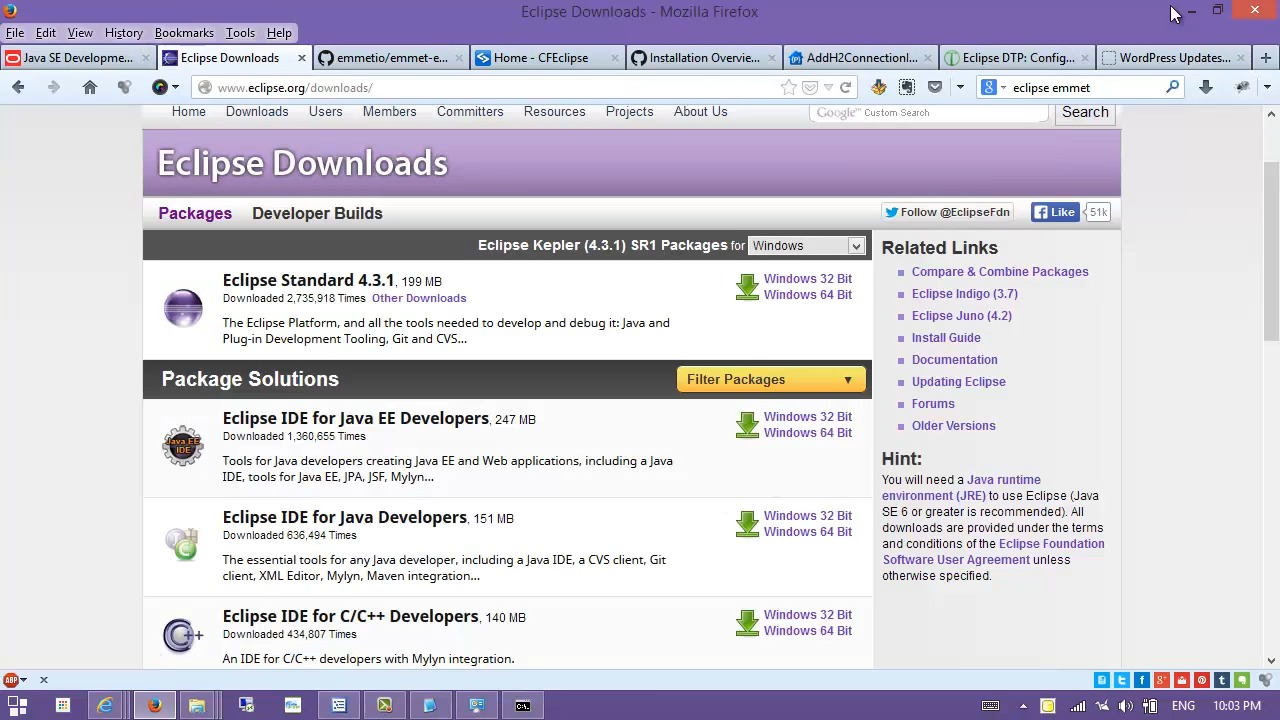 Eclipse Downloads - Mozilla Firefox
File Edit View History Bookmarks Tools Help
Java SE Developme...
Eclipse Downloads
emmetio/emmet-e...
Home - CFEclipse
Installation Overvie...
AddH2ConnectionI...
Eclipse DTP: Config...
WordPress Updates...
www.eclipse.org/downloads/
eclipse emmet
Home Downloads Users Members Committers Resources Projects About Us
Google Custom Search
Search
Eclipse Downloads
Packages Developer Builds
Follow @EclipseFdn
Like
51k
Eclipse Kepler (4.3.1) SR1 Packages for Windows
Eclipse Standard 4.3.1, 199 MB
Downloaded 2,735,918 Times Other Downloads
The Eclipse Platform, and all the tools needed to develop and debug it: Java and
Plug-in Development Tooling, Git and CVS...
Windows 32 Bit
Windows 64 Bit
Package Solutions
Filter Packages
Eclipse IDE for Java EE Developers, 247 MB
Downloaded 1,360,655 Times
Tools for Java developers creating Java EE and Web applications, including a Java
IDE, tools for Java EE, JPA, JSF, Mylyn...
Java EE
IDE
Windows 32 Bit
Windows 64 Bit
Eclipse IDE for Java Developers, 151 MB
Downloaded 636,494 Times
The essential tools for any Java developer, including a Java IDE, a CVS client, Git
client, XML Editor, Mylyn, Maven integration...
Windows 32 Bit
Windows 64 Bit
Eclipse IDE for C/C++ Developers, 140 MB
Downloaded 434,807 Times
An IDE for C/C++ developers with Mylyn integration.
C++
Windows 32 Bit
Windows 64 Bit
Related Links
Compare & Combine Packages
Eclipse Indigo (3.7)
Eclipse Juno (4.2)
Install Guide
Documentation
Updating Eclipse
Forums
Older Versions
Hint:
You will need a Java runtime
environment (JRE) to use Eclipse (Java
SE 6 or greater is recommended). All
downloads are provided under the terms
and conditions of the Eclipse Foundation
Software User Agreement unless
otherwise specified.
ABP
ENG
10:03 PM